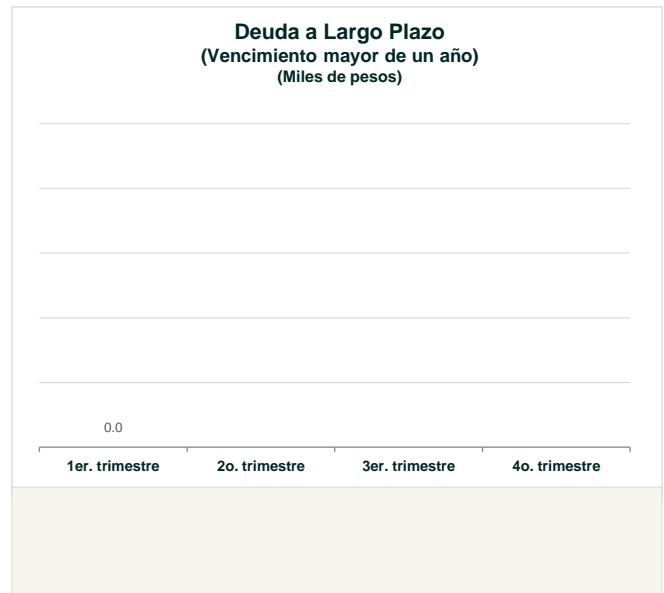 Deuda a Largo Plazo
(Vencimiento mayor de un año)
(Miles de pesos)
0.0
1er. trimestre 2o. trimestre 3er. trimestre 4o. trimestre